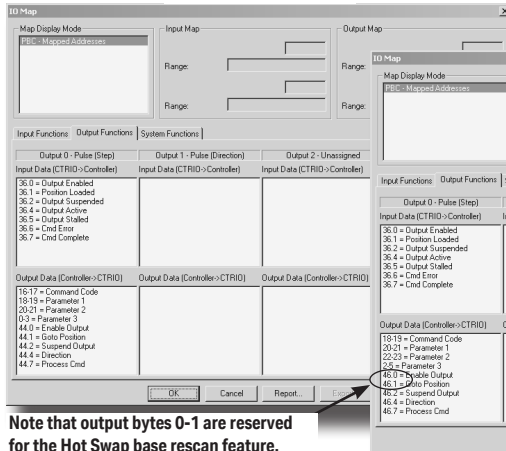 IO Map
Map Display Mode
PBC - Mapped Addresses
Input Map
Range:
Range:
Output Map
Range:
Range:
Input Functions
Output Functions
System Functions
Output 0 - Pulse (Step)
Output 1 - Pulse (Direction)
Output 2 - Unassigned
Input Data (CTRIO->Controller)
Input Data (CTRIO->Controller)
Input Data (CTRIO->Controller)
36.0 = Output Enabled
36.1 = Position Loaded
36.2 = Output Suspended
36.4 = Output Active
36.5 = Output Stalled
36.6 = Cmd Error
36.7 = Cmd Complete
Output Data (Controller->CTRIO)
Output Data (Controller->CTRIO)
Output Data (Controller->CTRIO)
16-17 = Command Code
18-19 = Parameter 1
20-21 = Parameter 2
0-3 = Parameter 3
44.0 = Enable Output
44.1 = Goto Position
44.2 = Suspend Output
44.4 = Direction
44.7 = Process Cmd
OK
Cancel
Report...
IO Map
Map Display Mode
PBC - Mapped Addresses
Input Functions
Output Functions
Output 0 - Pulse (Step)
Input Data (CTRIO->Controller)
36.0 = Output Enabled
36.1 = Position Loaded
36.2 = Output Suspended
36.4 = Output Active
36.5 = Output Stalled
36.6 = Cmd Error
36.7 = Cmd Complete
Output Data (Controller->CTRIO)
18-19 = Command Code
20-21 = Parameter 1
22-23 = Parameter 2
2-5 = Parameter 3
46.0 = Enable Output
46.1 = Goto Position
46.2 = Suspend Output
46.4 = Direction
46.7 = Process Cmd
Note that output bytes 0-1 are reserved
for the Hot Swap base rescan feature.